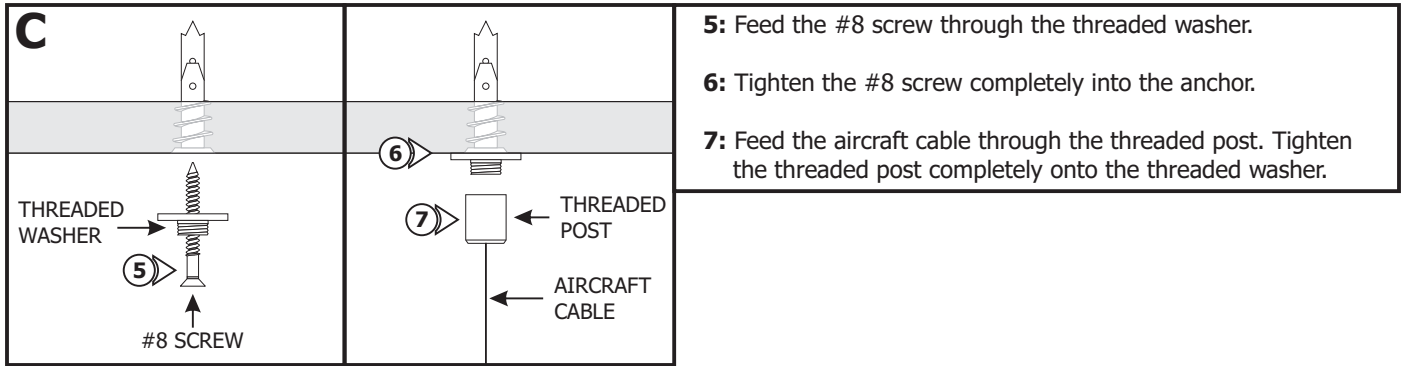 C
THREADED
WASHER
5
#8 SCREW
6
7
THREADED
POST
AIRCRAFT
CABLE
5: Feed the #8 screw through the threaded washer.
6: Tighten the #8 screw completely into the anchor.
7: Feed the aircraft cable through the threaded post. Tighten
the threaded post completely onto the threaded washer.